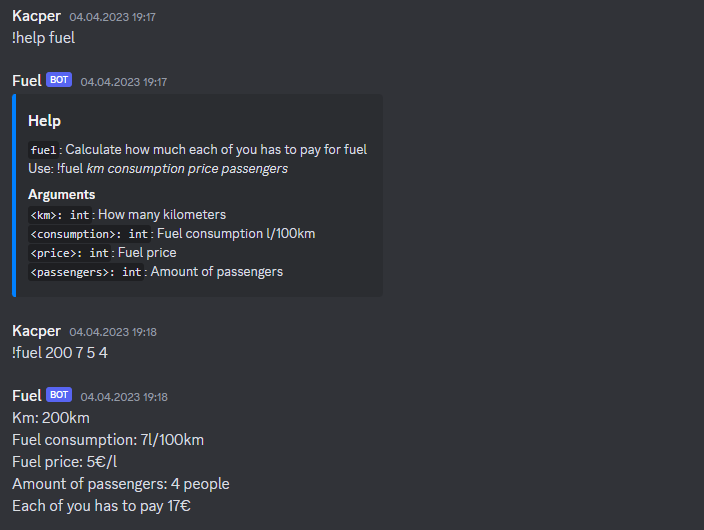 Kacper 04.04.2023 19:17
!help fuel
Fuel BOT 04.04.2023 19:17
Help
fuel: Calculate how much each of you has to pay for fuel
Use: !fuel km consumption price passengers
Arguments
<km>: int: How many kilometers
<consumption>: int: Fuel consumption l/100km
<price>: int: Fuel price
<passengers>: int: Amount of passengers
Kacper 04.04.2023 19:18
!fuel 200 7 5 4
Fuel BOT 04.04.2023 19:18
Km: 200km
Fuel consumption: 7l/100km
Fuel price: 5€/l
Amount of passengers: 4 people
Each of you has to pay 17€